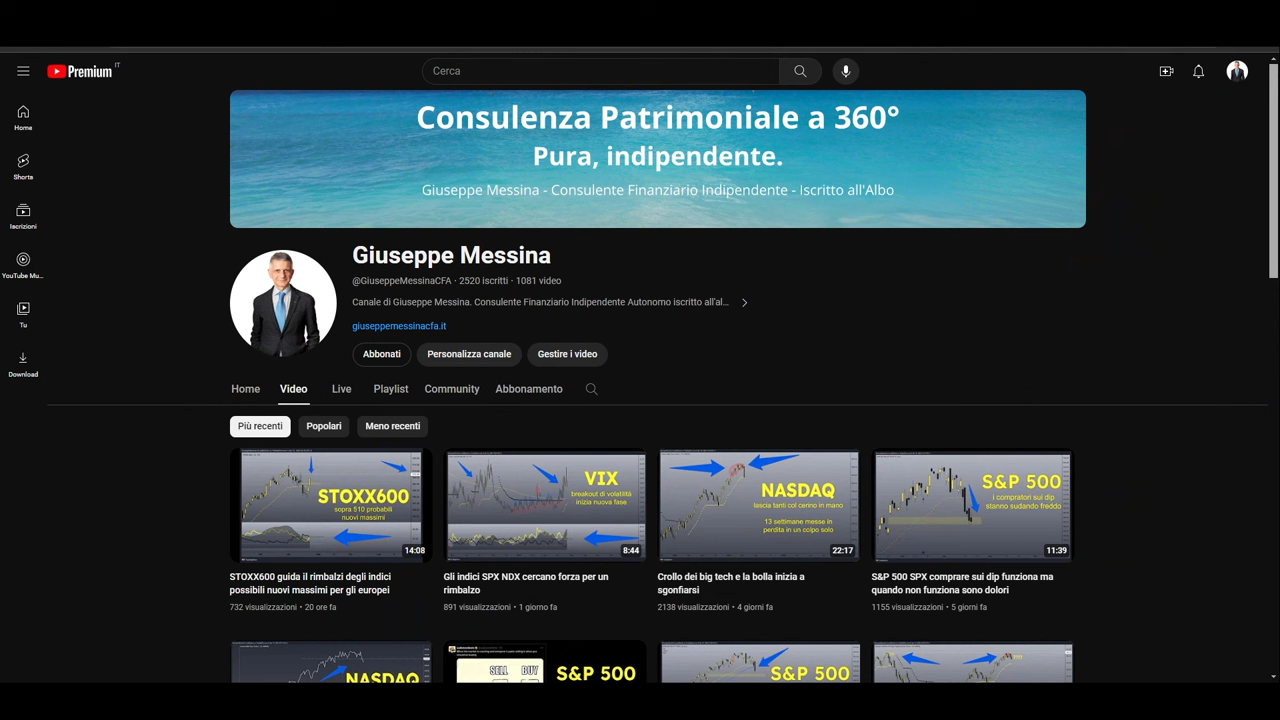 Premium IT
Cerca
Home
Shorts
Iscrizioni
YouTube Mu...
Tu
Download
Consulenza Patrimoniale a 360°
Pura, indipendente.
Giuseppe Messina - Consulente Finanziario Indipendente - Iscritto all'Albo
Giuseppe Messina
@GiuseppeMessinaCFA · 2520 iscritti · 1081 video
Canale di Giuseppe Messina. Consulente Finanziario Indipendente Autonomo iscritto all'al...
giuseppemessinacfa.it
Abbonati Personalizza canale Gestire i video
Home Video Live Playlist Community Abbonamento
Più recenti Popolari Meno recenti
STOXX600
sopra 510 probabili
nuovi massimi
14:08
VIX
breakout di volatilità
inizia nuova fase
8:44
NASDAQ
lascia tanti col cerino in mano
13 settimane messe in
perdita in un colpo solo
22:17
S&P 500
i compratori sui dip
stanno sudando freddo
11:39
STOXX600 guida il rimbalzi degli indici
possibili nuovi massimi per gli europei
732 visualizzazioni • 20 ore fa
Gli indici SPX NDX cercano forza per un
rimbalzo
891 visualizzazioni • 1 giorno fa
Crollo dei big tech e la bolla inizia a
sgonfiarsi
2138 visualizzazioni • 4 giorni fa
S&P 500 SPX comprare sui dip funziona ma
quando non funziona sono dolori
1155 visualizzazioni • 5 giorni fa
NASDAQ
SELL BUY
S&P 500
S&P 500